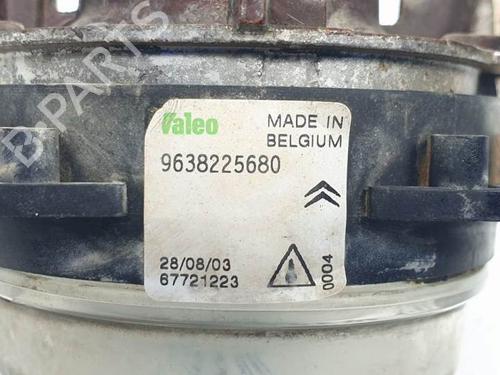 Valeo
MADE IN
BELGIUM
9638225680
28/08/03
67721223
0004
B-PARTS